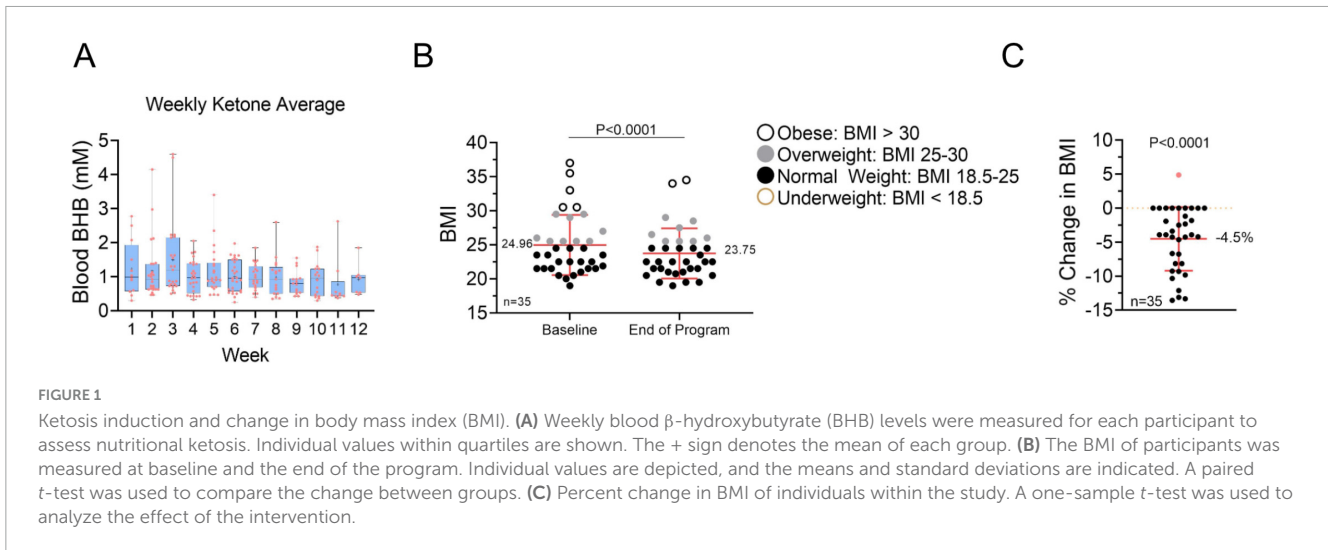 A
Weekly Ketone Average
Blood BHB (mM)
5
4
3
2
1
0
1 2 3 4 5 6 7 8 9 10 11 12
Week
B
P<0.0001
BMI
40
35
30
25
20
15
24.96
23.75
n=35
Baseline
End of Program
Obese: BMI > 30
Overweight: BMI 25-30
Normal Weight: BMI 18.5-25
Underweight: BMI < 18.5
C
P<0.0001
% Change in BMI
10
5
0
-5
-10
-15
-4.5%
n=35
FIGURE 1
Ketosis induction and change in body mass index (BMI). (A) Weekly blood β-hydroxybutyrate (BHB) levels were measured for each participant to
assess nutritional ketosis. Individual values within quartiles are shown. The + sign denotes the mean of each group. (B) The BMI of participants was
measured at baseline and the end of the program. Individual values are depicted, and the means and standard deviations are indicated. A paired
t-test was used to compare the change between groups. (C) Percent change in BMI of individuals within the study. A one-sample t-test was used to
analyze the effect of the intervention.